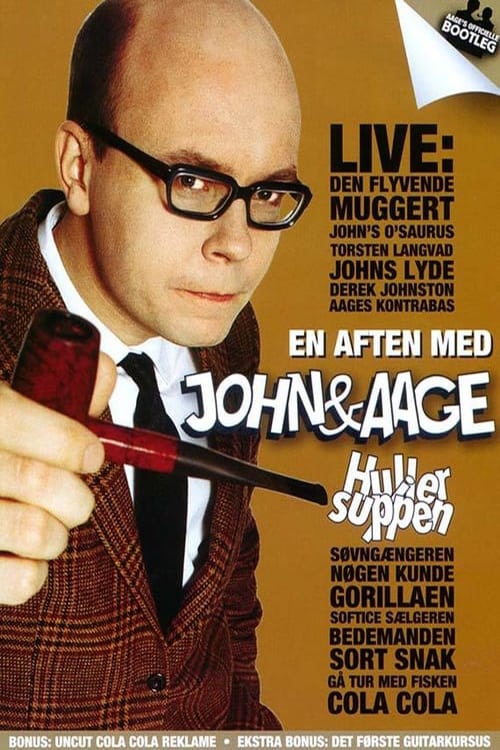 AAGE'S OFFICIELLE
BOOTLEG
LIVE:
DEN FLYVENDE
MUGGERT
JOHN'S O'SAURUS
TORSTEN LANGVAD
JOHNS LYDE
DEREK JOHNSTON
AAGES KONTRABAS
EN AFTEN MED
JOHN&AAGE
Huller
suppen
SØVNGÆNGEREN
NØGEN KUNDE
GORILLAEN
SOFTICE SÆLGEREN
BEDEMANDEN
SORT SNAK
GÅ TUR MED FISKEN
COLA COLA
BONUS: UNCUT COLA COLA REKLAME • EKSTRA BONUS: DET FØRSTE GUITARKURSUS